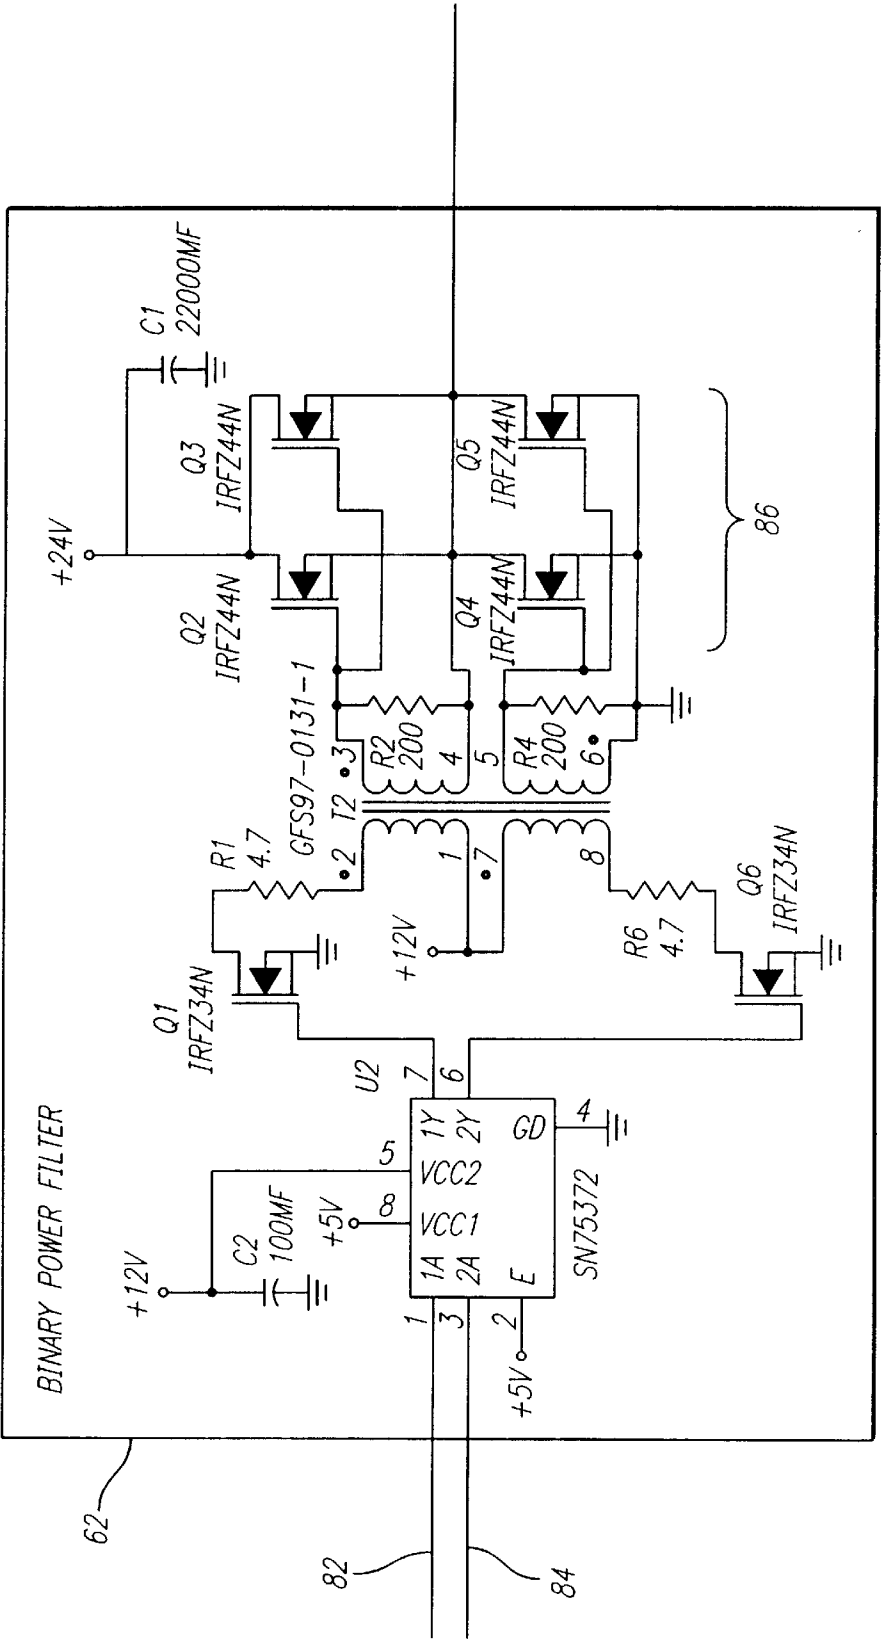 BINARY POWER FILTER
62
82
84
+12V
C2
100MF
+5V
8
5
1
3
2
+5V
1A
2A
E
VCC1
VCC2
1Y
2Y
GD
7
6
4
U2
SN75372
Q1
IRFZ34N
R1
4.7
+12V
R6
4.7
Q6
IRFZ34N
GFS97-0131-1
T2
2
1
7
8
3
4
5
6
R2
200
R4
200
+24V
C1
22000MF
Q2
IRFZ44N
Q3
IRFZ44N
Q4
IRFZ44N
Q5
IRFZ44N
86